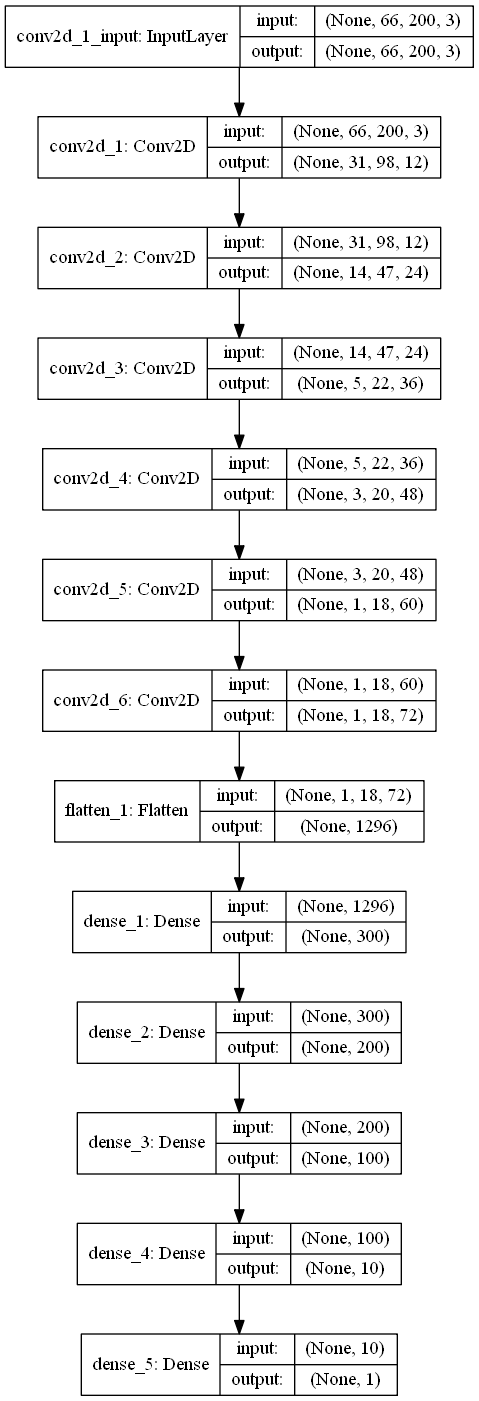 conv2d_1_input: InputLayer
input: (None, 66, 200, 3)
output: (None, 66, 200, 3)
conv2d_1: Conv2D
input: (None, 66, 200, 3)
output: (None, 31, 98, 12)
conv2d_2: Conv2D
input: (None, 31, 98, 12)
output: (None, 14, 47, 24)
conv2d_3: Conv2D
input: (None, 14, 47, 24)
output: (None, 5, 22, 36)
conv2d_4: Conv2D
input: (None, 5, 22, 36)
output: (None, 3, 20, 48)
conv2d_5: Conv2D
input: (None, 3, 20, 48)
output: (None, 1, 18, 60)
conv2d_6: Conv2D
input: (None, 1, 18, 60)
output: (None, 1, 18, 72)
flatten_1: Flatten
input: (None, 1, 18, 72)
output: (None, 1296)
dense_1: Dense
input: (None, 1296)
output: (None, 300)
dense_2: Dense
input: (None, 300)
output: (None, 200)
dense_3: Dense
input: (None, 200)
output: (None, 100)
dense_4: Dense
input: (None, 100)
output: (None, 10)
dense_5: Dense
input: (None, 10)
output: (None, 1)